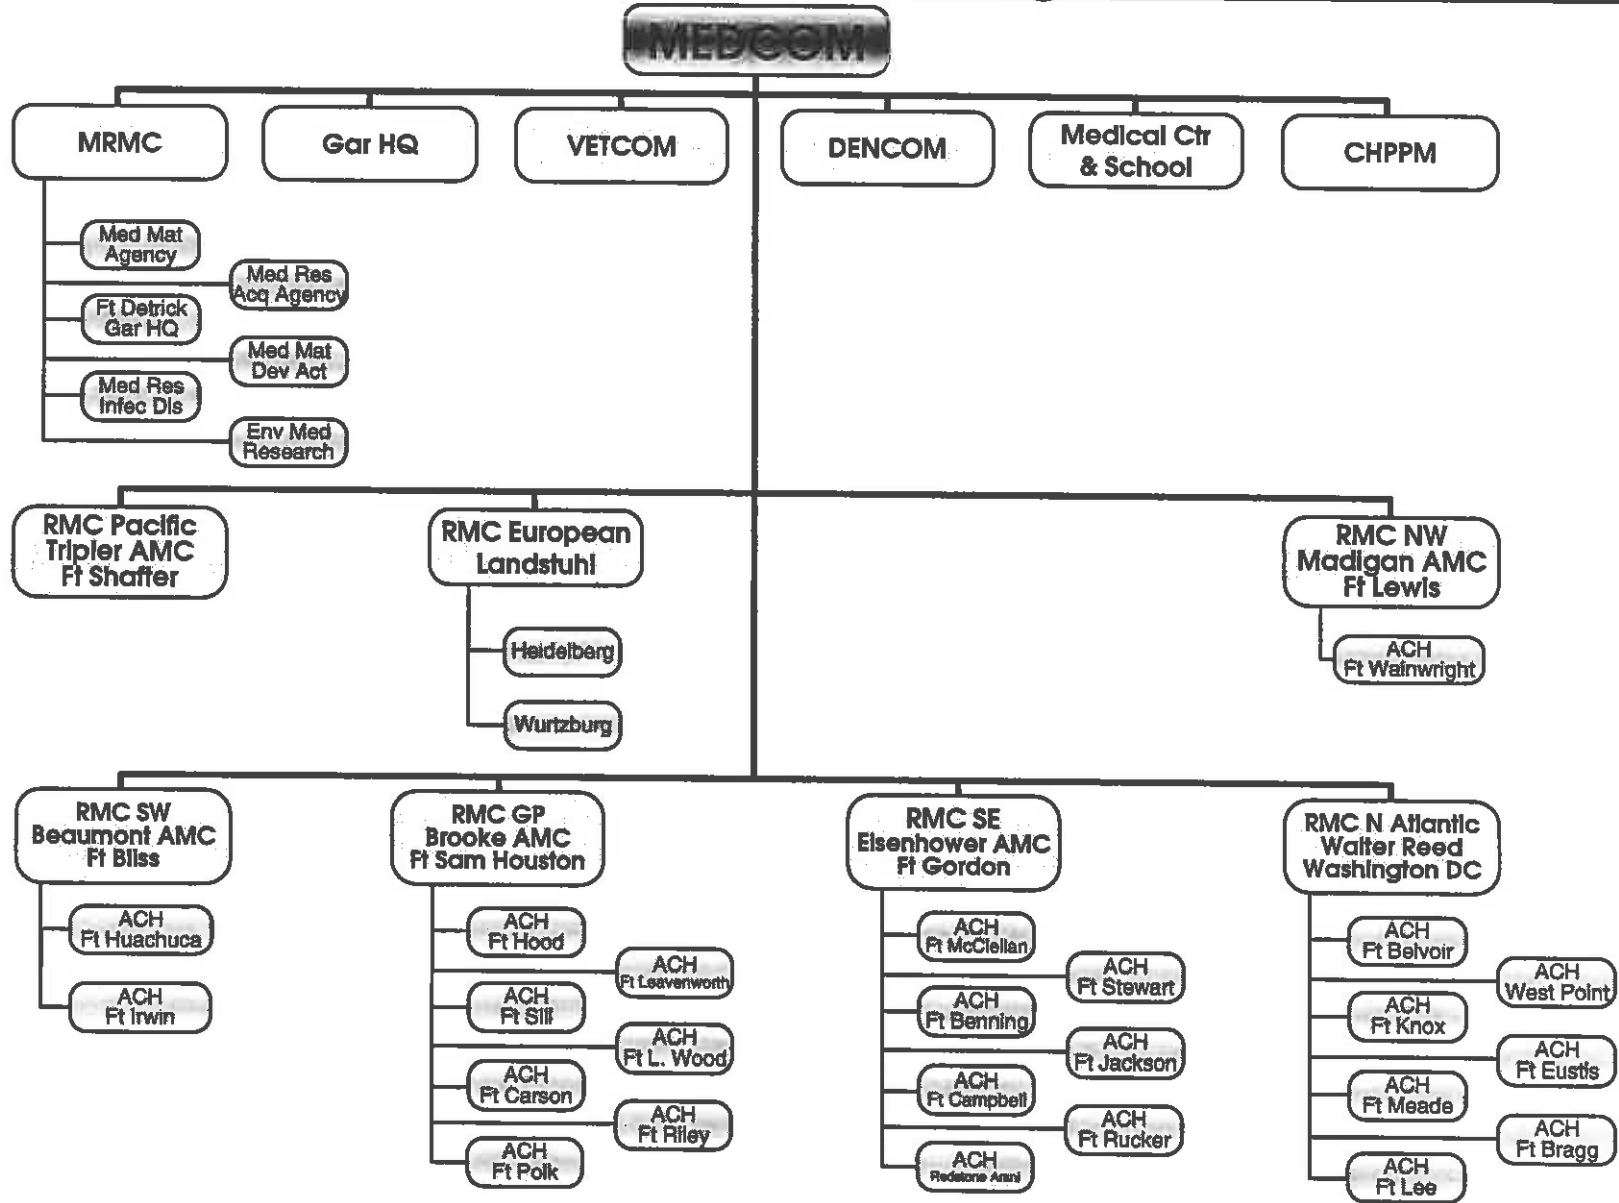 MEDCOM
MRMC
Gar HQ
VETCOM
DENCOM
Medical Ctr
& School
CHPPM
Med Mat
Agency
Med Res
Acq Agency
Ft Detrick
Gar HQ
Med Mat
Dev Act
Med Res
Infec Dis
Env Med
Research
RMC Pacific
Tripler AMC
Ft Shafter
RMC European
Landstuhl
Heidelberg
Wurtzburg
RMC NW
Madigan AMC
Ft Lewis
ACH
Ft Wainwright
RMC SW
Beaumont AMC
Ft Bliss
ACH
Ft Huachuca
ACH
Ft Irwin
RMC GP
Brooke AMC
Ft Sam Houston
ACH
Ft Hood
ACH
Ft Leavenworth
ACH
Ft Sill
ACH
Ft L. Wood
ACH
Ft Carson
ACH
Ft Riley
ACH
Ft Polk
RMC SE
Eisenhower AMC
Ft Gordon
ACH
Ft McClellan
ACH
Ft Stewart
ACH
Ft Benning
ACH
Ft Jackson
ACH
Ft Campbell
ACH
Ft Rucker
ACH
Redstone Arsnl
RMC N Atlantic
Walter Reed
Washington DC
ACH
Ft Belvoir
ACH
West Point
ACH
Ft Knox
ACH
Ft Eustis
ACH
Ft Meade
ACH
Ft Bragg
ACH
Ft Lee